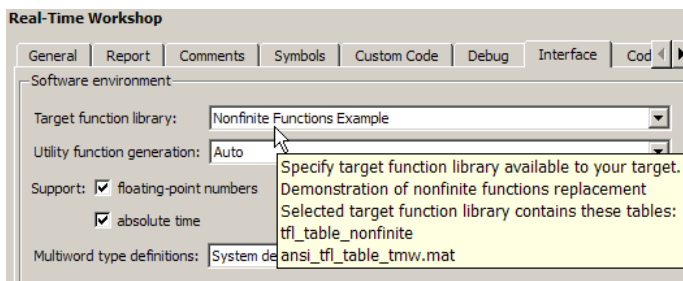 Real-Time Workshop
General Report Comments Symbols Custom Code Debug Interface Cod
Software environment
Target function library: Nonfinite Functions Example
Utility function generation: Auto
Specify target function library available to your target.
Support: floating-point numbers
Demonstration of nonfinite functions replacement
Selected target function library contains these tables:
absolute time
tfl_table_nonfinite
Multiword type definitions: System de
ansi_tfl_table_tmw.mat